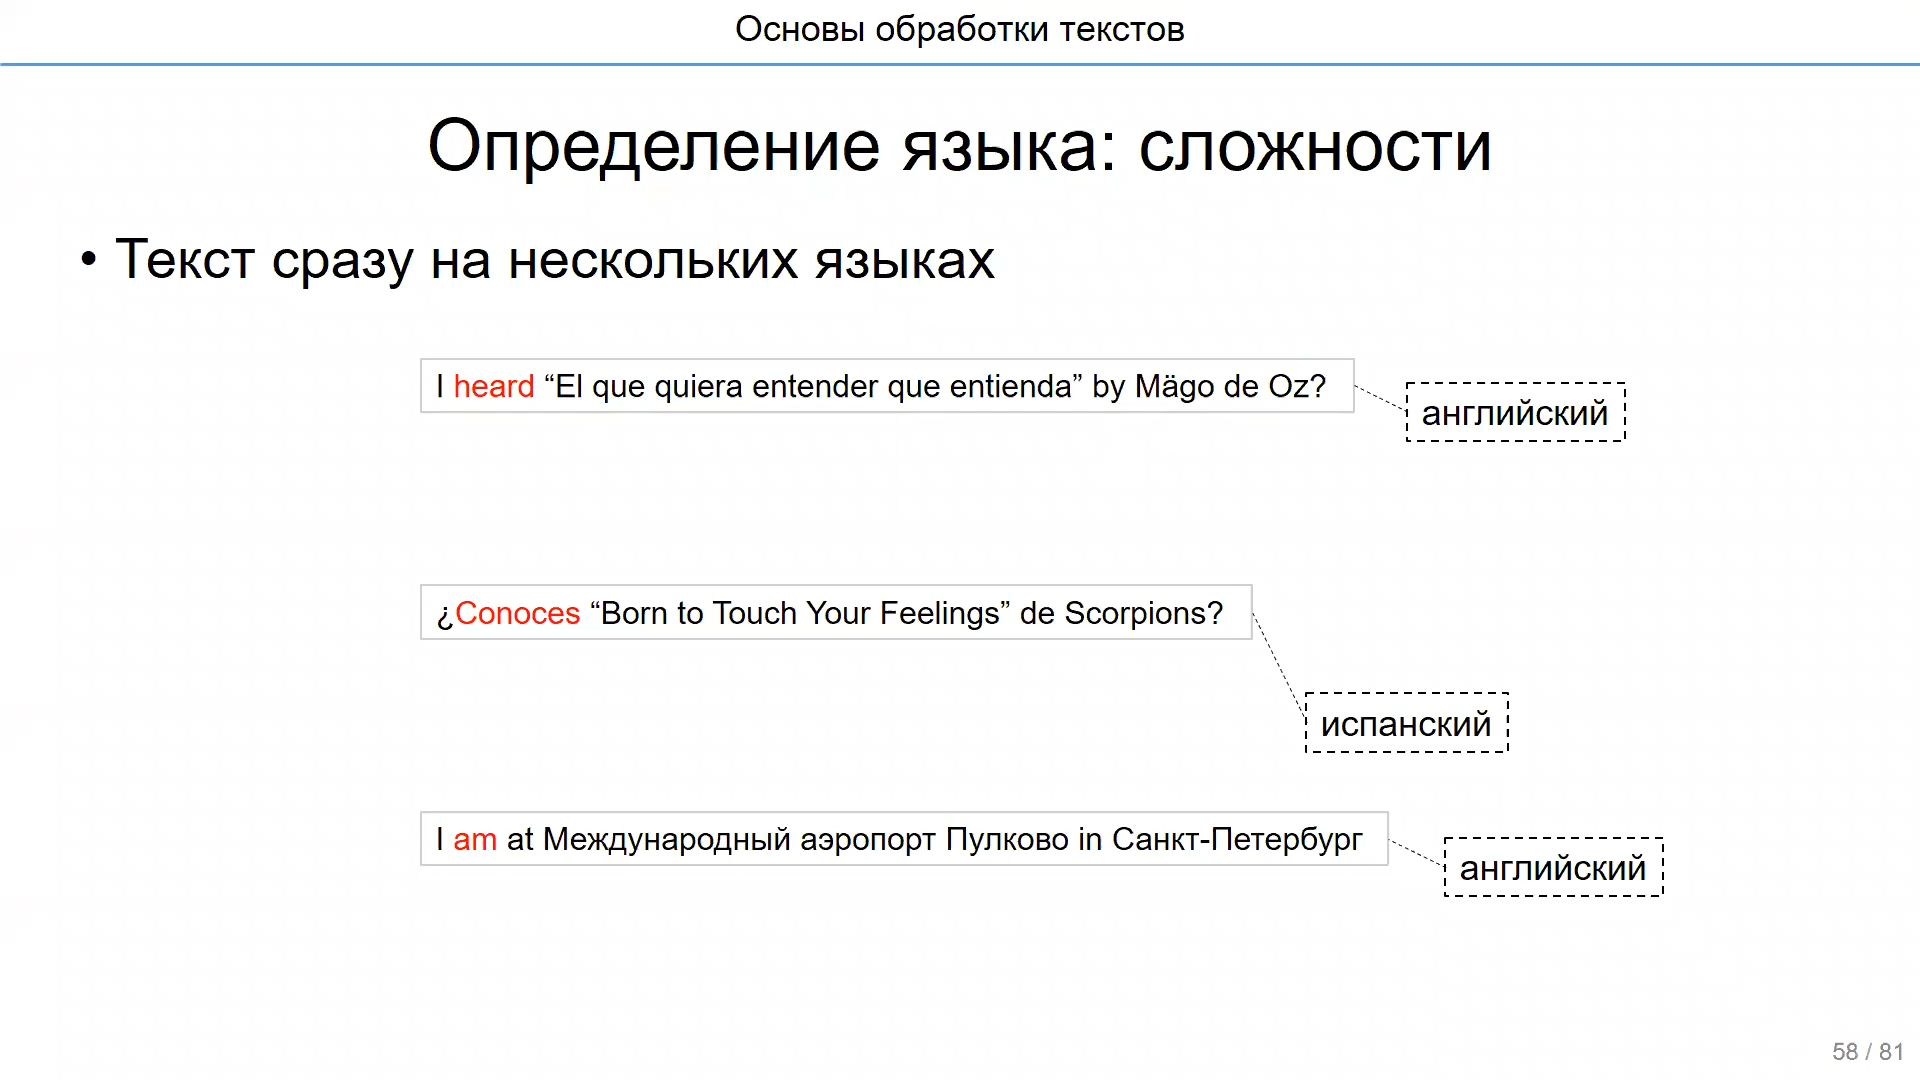 Основы обработки текстов
Определение языка: сложности
• Текст сразу на нескольких языках
I heard “El que quiera entender que entienda” by Mägo de Oz?
английский
¿Conoces “Born to Touch Your Feelings” de Scorpions?
испанский
I am at Международный аэропорт Пулково in Санкт-Петербург
английский
58 / 81